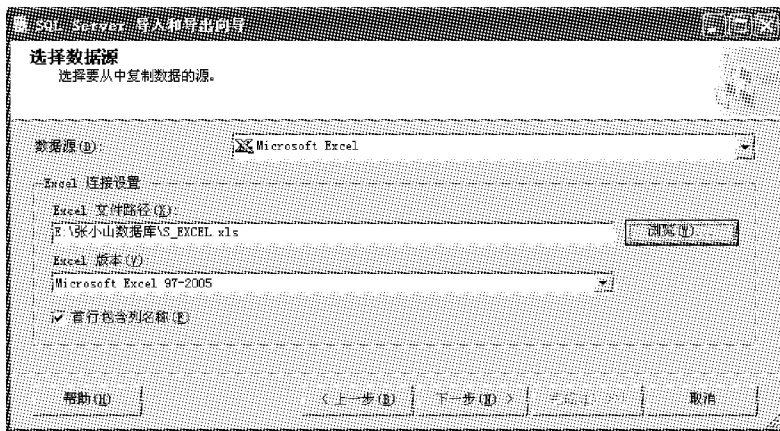 SQL Server 导入和导出向导
选择数据源
选择要从中复制数据的源。
数据源(D):
Microsoft Excel
Excel 连接设置
Excel 文件路径(X):
E:\张小山数据库\S_EXCEL.xls
浏览(W)...
Excel 版本(V)
Microsoft Excel 97-2005
首行包含列名称(F)
帮助(H)
< 上一步(B)
下一步(N) >
取消